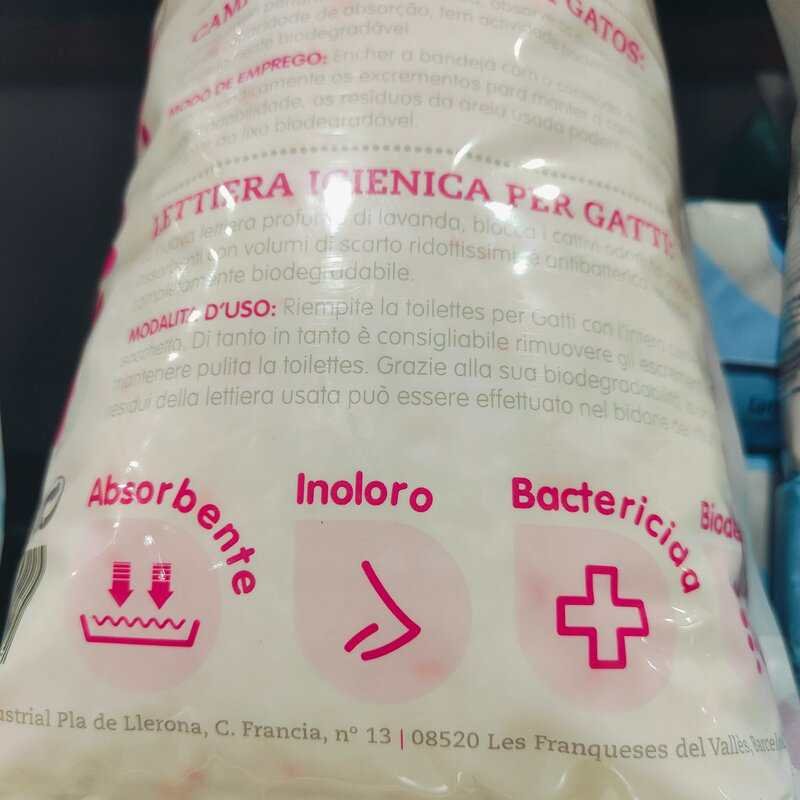 GATOS:
de absorção, tem actividade
biodegradável
MODO DE EMPREGO: Encher a bandeja com o conteúdo
os excrementos para manter a
os resíduos da areia usada podem
do lixo biodegradável.
LETTIERA IGIENICA PER GATTI:
lettiera profumo di lavanda, blocca i cattivi odori
assorbenti con volumi di scarto ridottissimi e antibatterica
completamente biodegradabile.
MODALITÀ D'USO: Riempite la toilettes per Gatti con l'intero
sacchetto. Di tanto in tanto è consigliabile rimuovere gli
mantenere pulita la toilettes. Grazie alla sua biodegradabilità
residui della lettiera usata può essere effettuato nel bidone
Absorbente
Inoloro
Bactericida
Pla de Llerona, C. Francia, nº 13 | 08520 Les Franqueses del Vallès,